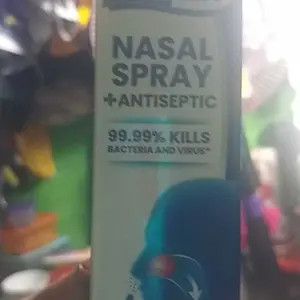 NASAL
SPRAY
+ANTISEPTIC
99.99% KILLS
BACTERIA AND VIRUS*